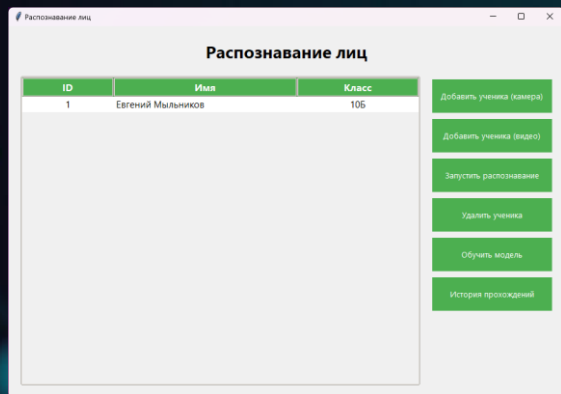 Распознавание лиц
Распознавание лиц
ID Имя Класс
1 Евгений Мыльников 10Б
Добавить ученика (камера)
Добавить ученика (видео)
Запустить распознавание
Удалить ученика
Обучить модель
История прохождений